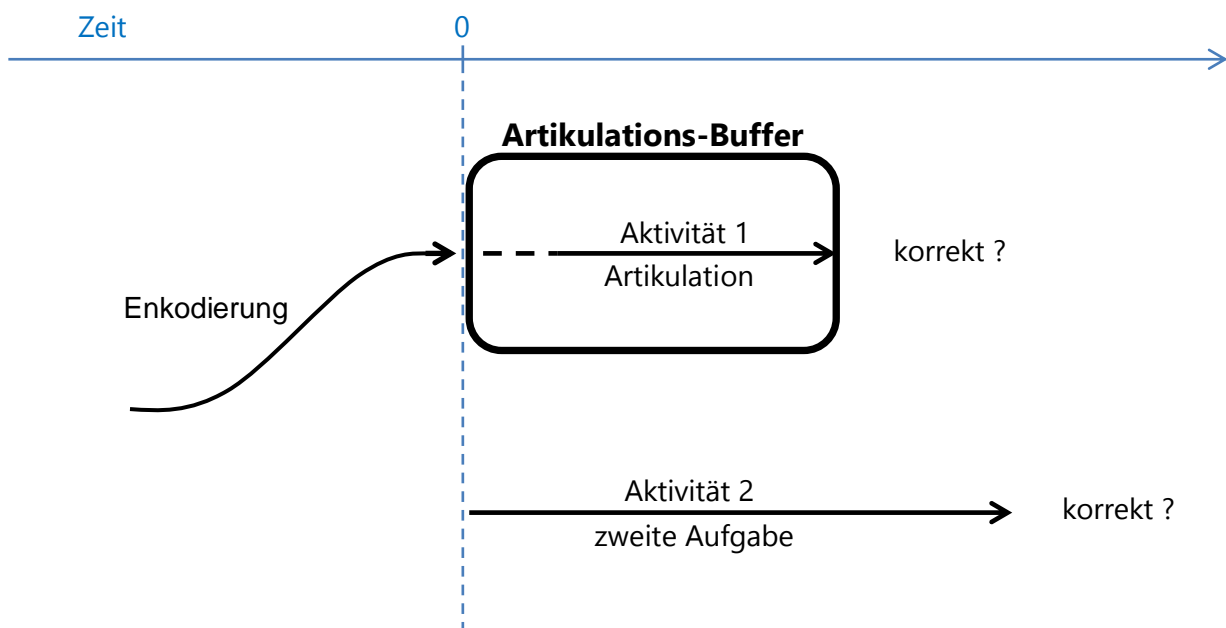 Zeit
0
Artikulations-Buffer
Aktivität 1
Artikulation
korrekt ?
Enkodierung
Aktivität 2
zweite Aufgabe
korrekt ?